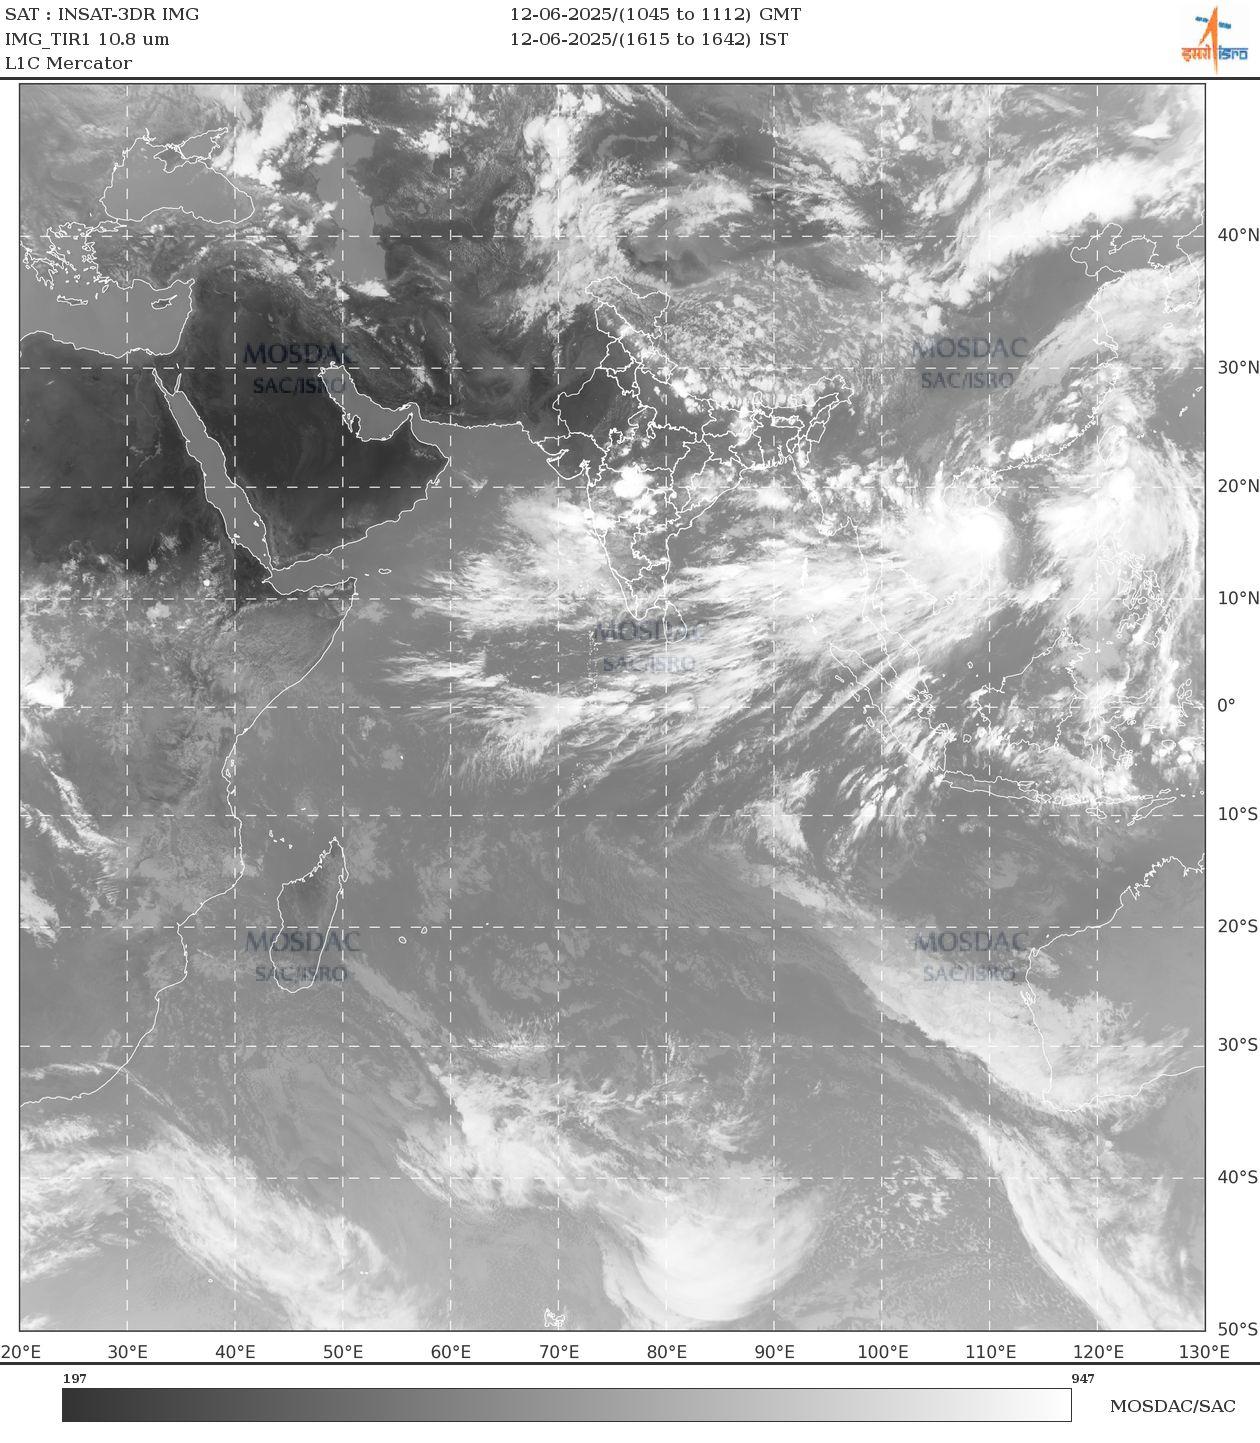 SAT : INSAT-3DR IMG
IMG_TIR1 10.8 um
L1C Mercator
12-06-2025/(1045 to 1112) GMT
12-06-2025/(1615 to 1642) IST
इसरो isro
40°N
MOSDAC
SAC/ISRO
MOSDAC
SAC/ISRO
30°N
20°N
10°N
MOSDAC
SAC/ISRO
0°
10°S
20°S
MOSDAC
SAC/ISRO
MOSDAC
SAC/ISRO
30°S
40°S
50°S
20°E 30°E 40°E 50°E 60°E 70°E 80°E 90°E 100°E 110°E 120°E 130°E
197 947
MOSDAC/SAC